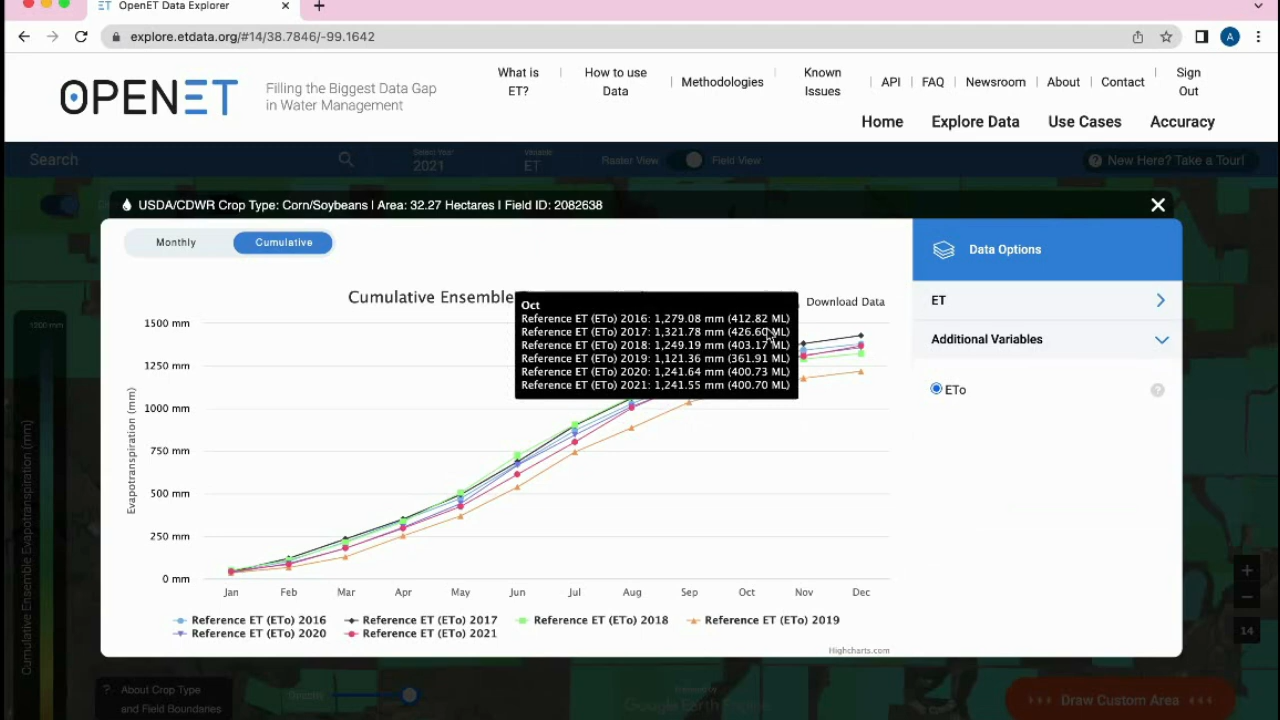 OpenET Data Explorer
explore.etdata.org/#14/38.7846/-99.1642
A
OPENET
Filling the Biggest Data Gap
in Water Management
What is
ET?
How to use
Data
Methodologies
Known
Issues
API
FAQ
Newsroom
About
Contact
Sign
Out
Home
Explore Data
Use Cases
Accuracy
Search
Select Year
2021
Variable
ET
Raster View
Field View
New Here? Take a Tour!
USDA/CDWR Crop Type: Corn/Soybeans | Area: 32.27 Hectares | Field ID: 2082638
Monthly
Cumulative
Data Options
Cumulative Ensemble
Download Data
ET
Additional Variables
ETo
Oct
Reference ET (ETo) 2016: 1,279.08 mm (412.82 ML)
Reference ET (ETo) 2017: 1,321.78 mm (426.60 ML)
Reference ET (ETo) 2018: 1,249.19 mm (403.17 ML)
Reference ET (ETo) 2019: 1,121.36 mm (361.91 ML)
Reference ET (ETo) 2020: 1,241.64 mm (400.73 ML)
Reference ET (ETo) 2021: 1,241.55 mm (400.70 ML)
Evapotranspiration (mm)
1500 mm
1250 mm
1000 mm
750 mm
500 mm
250 mm
0 mm
Jan Feb Mar Apr May Jun Jul Aug Sep Oct Nov Dec
Reference ET (ETo) 2016 Reference ET (ETo) 2017 Reference ET (ETo) 2018 Reference ET (ETo) 2019
Reference ET (ETo) 2020 Reference ET (ETo) 2021
Highcharts.com
Cumulative Ensemble Evapotranspiration (mm)
14
About Crop Type
and Field Boundaries
Google Earth Engine
Draw Custom Area